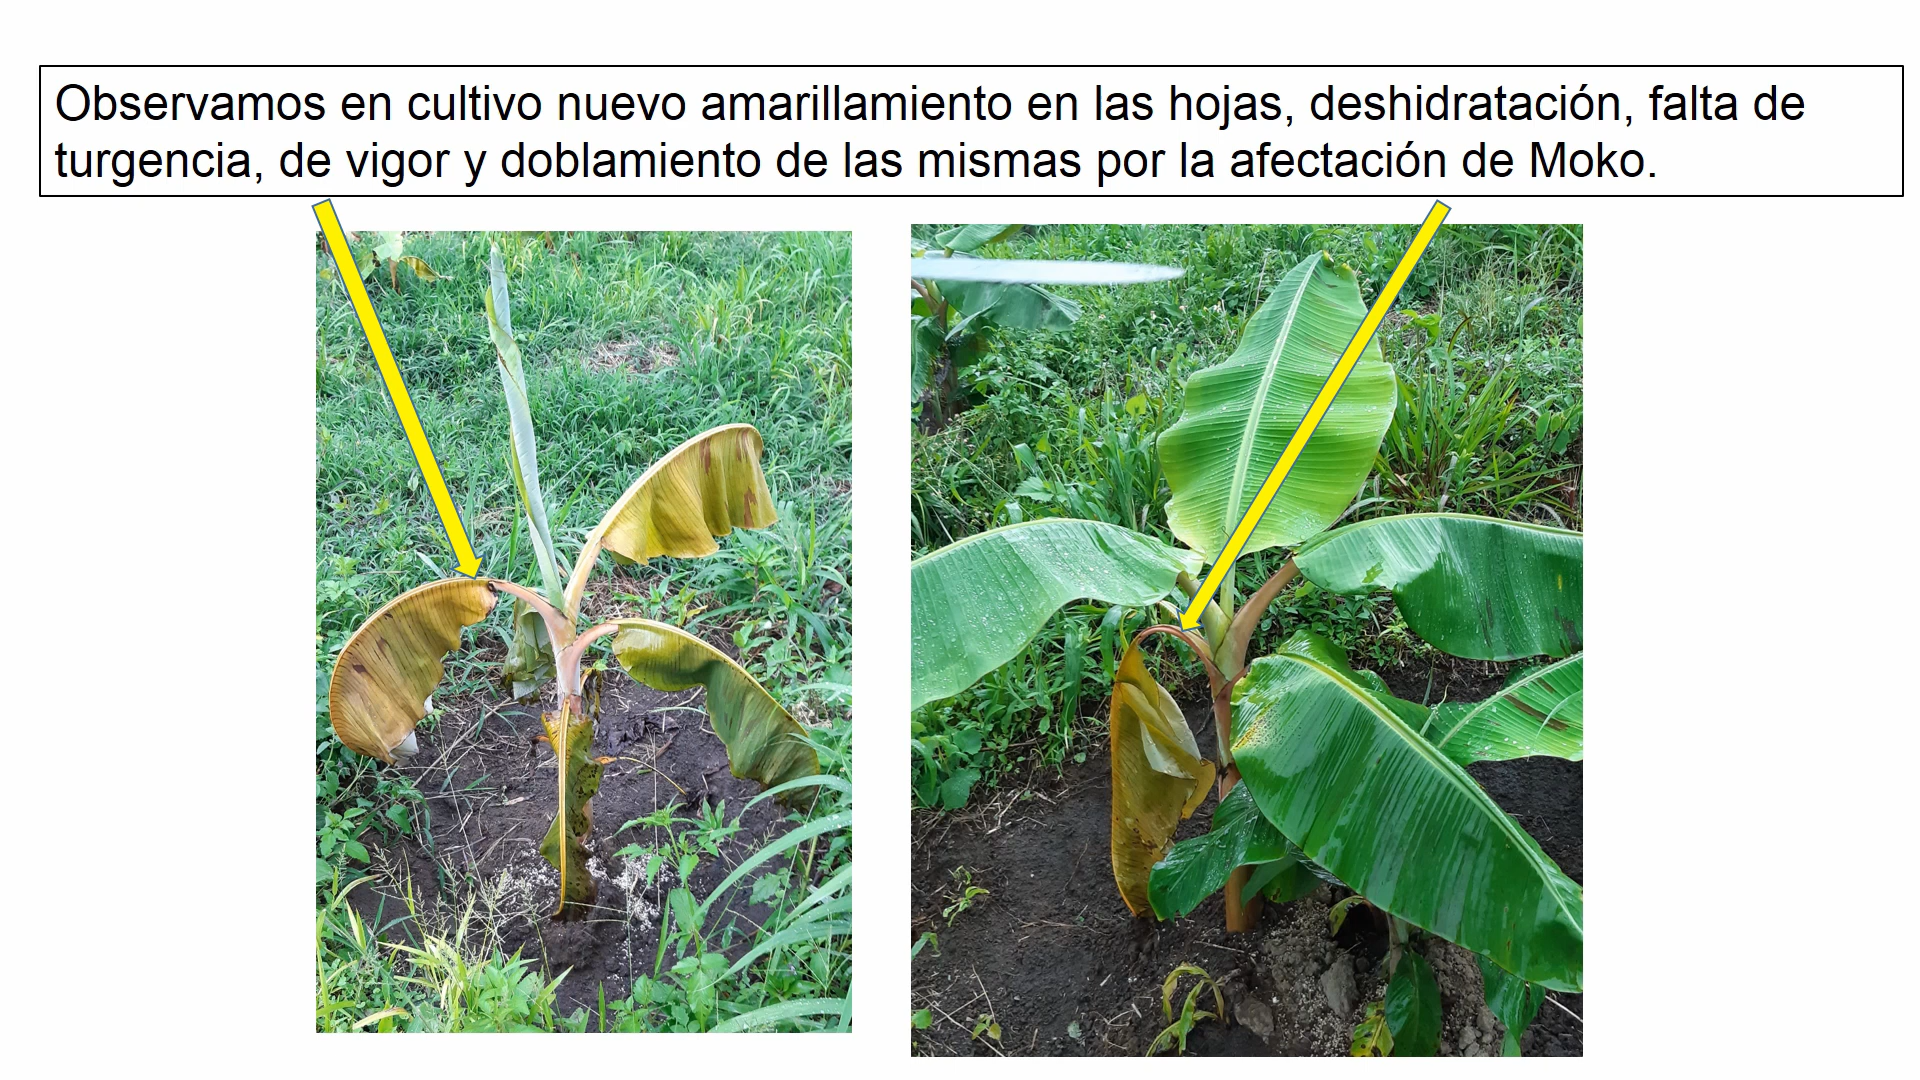 Observamos en cultivo nuevo amarillamiento en las hojas, deshidratación, falta de
turgencia, de vigor y doblamiento de las mismas por la afectación de Moko.